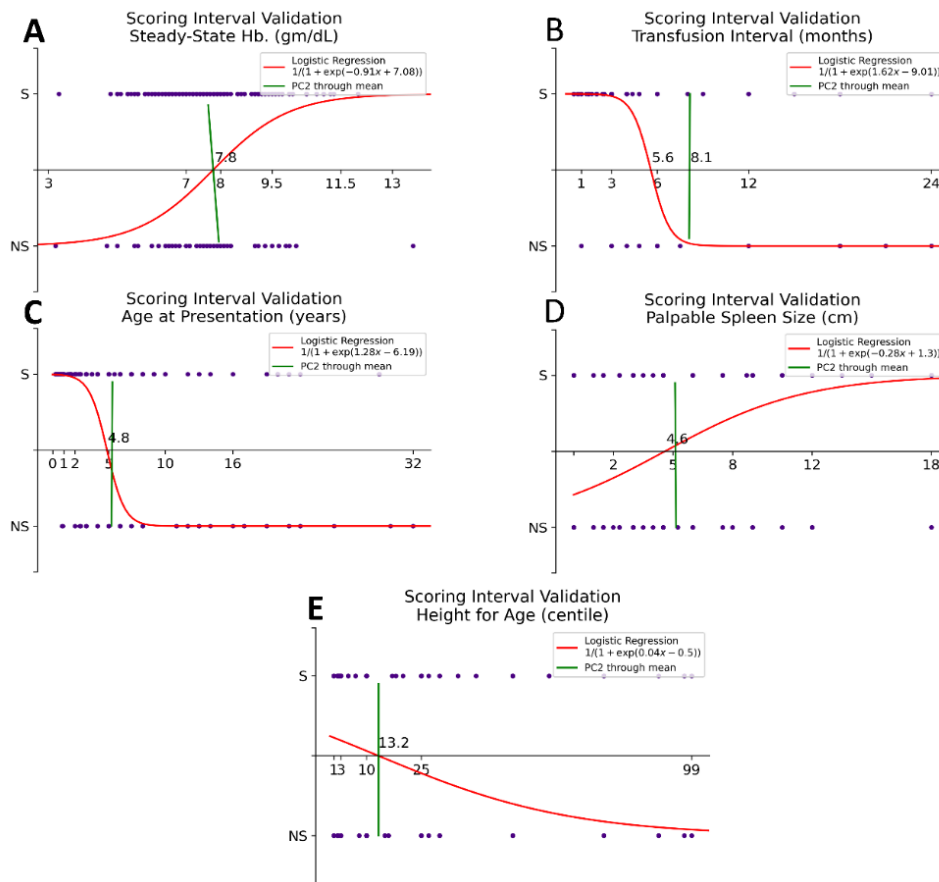 A
Scoring Interval Validation
Steady-State Hb. (gm/dL)
Logistic Regression
1/(1 + exp(−0.91x + 7.08))
PC2 through mean
S
7.8
3 7 8 9.5 11.5 13
NS
B
Scoring Interval Validation
Transfusion Interval (months)
Logistic Regression
1/(1 + exp(1.62x − 9.01))
PC2 through mean
S
5.6 8.1
1 3 6 12 24
NS
C
Scoring Interval Validation
Age at Presentation (years)
Logistic Regression
1/(1 + exp(1.28x − 6.19))
PC2 through mean
S
4.8
0 1 2 5 10 16 32
NS
D
Scoring Interval Validation
Palpable Spleen Size (cm)
Logistic Regression
1/(1 + exp(−0.28x + 1.3))
PC2 through mean
S
4.6
2 5 8 12 18
NS
E
Scoring Interval Validation
Height for Age (centile)
Logistic Regression
1/(1 + exp(0.04x − 0.5))
PC2 through mean
S
13.2
1 3 10 25 99
NS